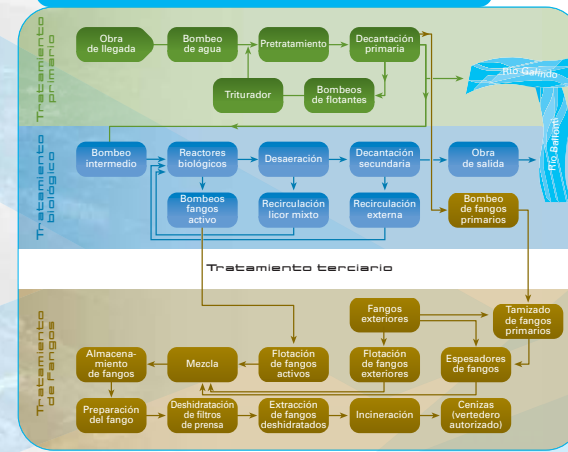 Tratamiento
primario
Obra
de llegada
Bombeo
de agua
Pretratamiento
Decantación
primaria
Triturador
Bombeos
de flotantes
Río Galindo
Río Ballonti
Tratamiento
biológico
Bombeo
intermedio
Reactores
biológicos
Desaeración
Decantación
secundaria
Obra
de salida
Bombeos
fangos
activo
Recirculación
licor mixto
Recirculación
externa
Bombeo
de fangos
primarios
Tratamiento terciario
Tratamiento
de Fangos
Fangos
exteriores
Tamizado
de fangos
primarios
Almacena-
miento
de fangos
Mezcla
Flotación
de fangos
activos
Flotación
de fangos
exteriores
Espesadores
de fangos
Preparación
del fango
Deshidratación
de filtros
de prensa
Extracción
de fangos
deshidratados
Incineración
Cenizas
(vertedero
autorizado)